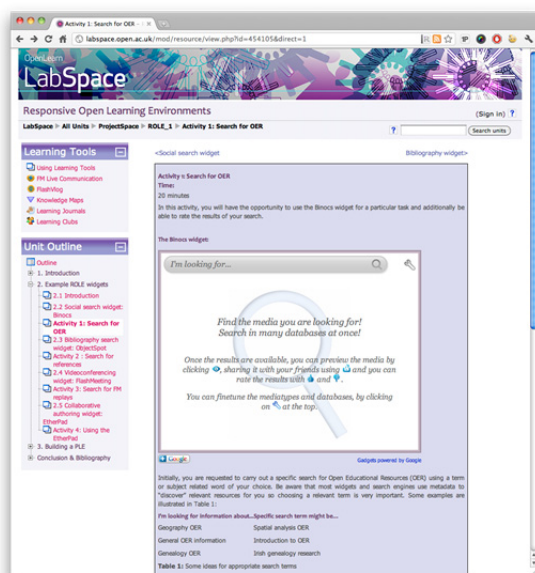 Activity 1: Search for OER -
labspace.open.ac.uk/mod/resource/view.php?id=454105&direct=1
OpenLearn
LabSpace
Responsive Open Learning Environments
(Sign in) ?
LabSpace ▶ All Units ▶ ProjectSpace ▶ ROLE_1 ▶ Activity 1: Search for OER
?
Search units
Learning Tools
Using Learning Tools
FM Live Communication
FlashVlog
Knowledge Maps
Learning Journals
Learning Clubs
Unit Outline
Outline
1. Introduction
2. Example ROLE widgets
2.1 Introduction
2.2 Social search widget:
Binocs
Activity 1: Search for
OER
2.3 Bibliography search
widget: ObjectSpot
Activity 2 : Search for
references
2.4 Videoconferencing
widget: FlashMeeting
Activity 3: Search for FM
replays
2.5 Collaborative
authoring widget:
EtherPad
Activity 4: Using the
EtherPad
3. Building a PLE
Conclusion & Bibliography
<Social search widget
Bibliography widget>
Activity 1: Search for OER
Time:
20 minutes
In this activity, you will have the opportunity to use the Binocs widget for a particular task and additionally be
able to rate the results of your search.
The Binocs widget:
I'm looking for...
Find the media you are looking for!
Search in many databases at once!
Once the results are available, you can preview the media by
clicking , sharing it with your friends using and you can
rate the results with and .
You can finetune the mediatypes and databases, by clicking
on at the top.
Google
Gadgets powered by Google
Initially, you are requested to carry out a specific search for Open Educational Resources (OER) using a term
or subject related word of your choice. Be aware that most widgets and search engines use metadata to
"discover" relevant resources for you so choosing a relevant term is very important. Some examples are
illustrated in Table 1:
I'm looking for information about...Specific search term might be...
Geography OER Spatial analysis OER
General OER information Introduction to OER
Genealogy OER Irish genealogy research
Table 1: Some ideas for appropriate search terms